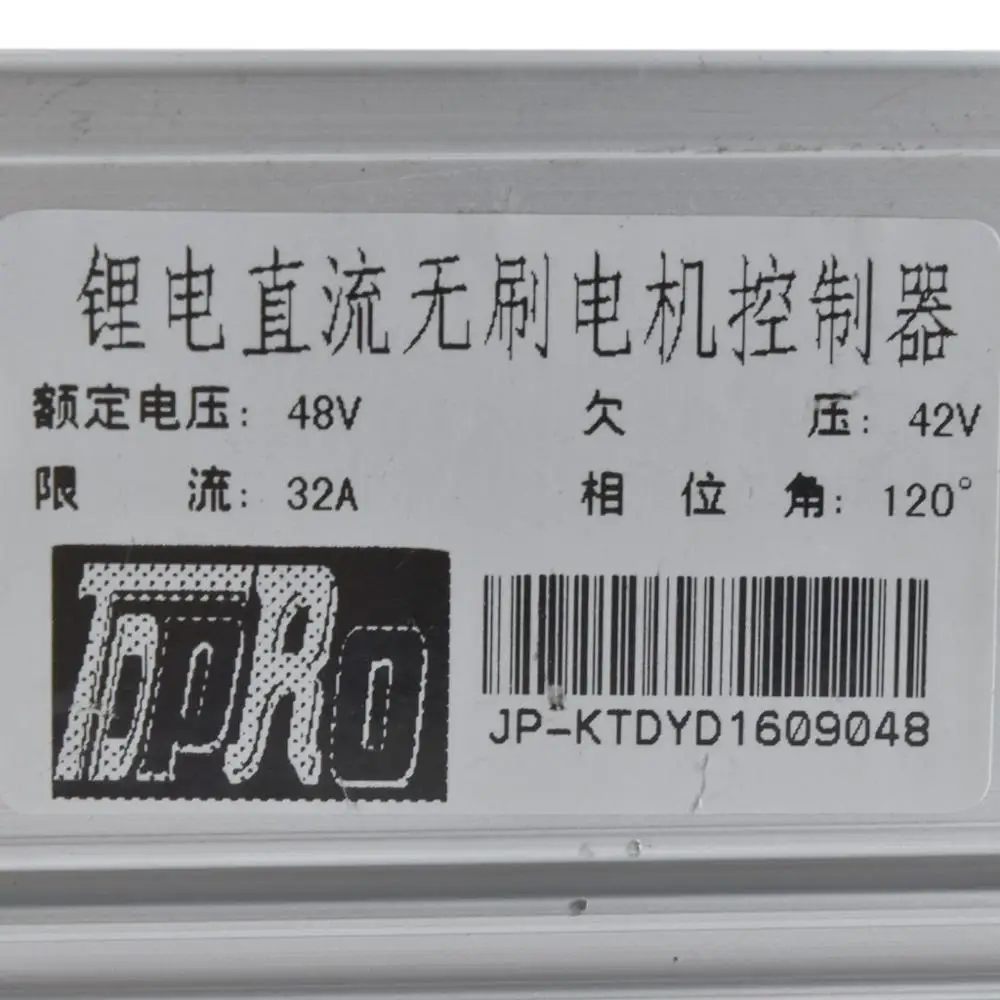 锂电直流无刷电机控制器
额定电压: 48V 欠 压: 42V
限 流: 32A 相 位 角: 120°
TopRo
JP-KTDYD1609048